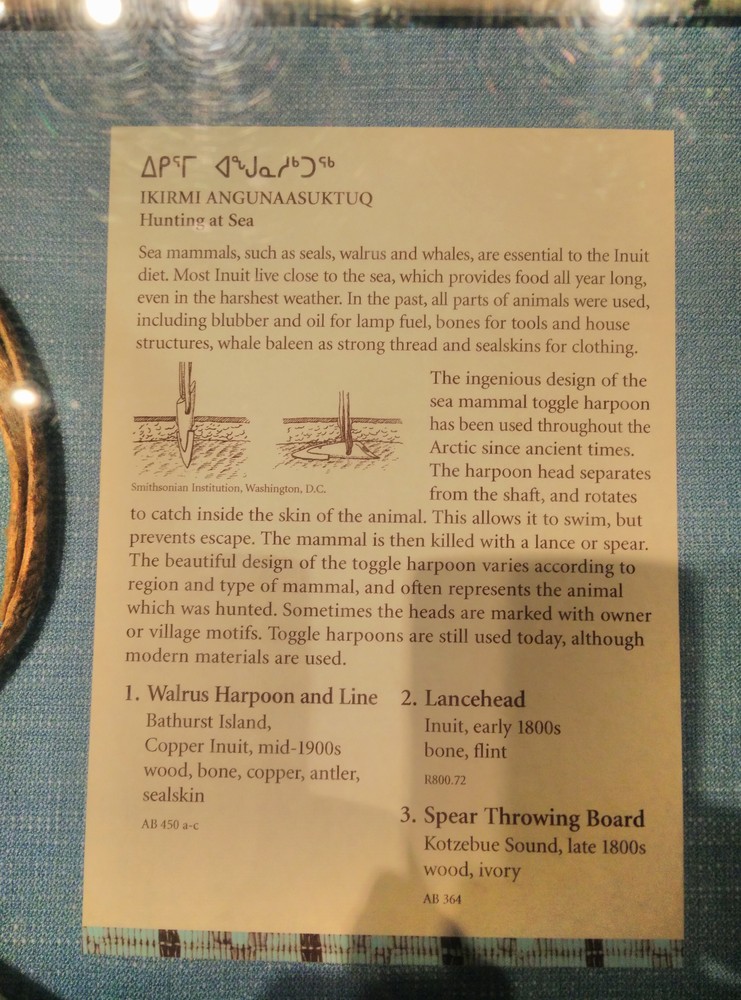 ᐃᑭᕐᒥ ᐊᖑᓇᓱᒃᑐᖅ
IKIRMI ANGUNAASUKTUQ
Hunting at Sea
Sea mammals, such as seals, walrus and whales, are essential to the Inuit
diet. Most Inuit live close to the sea, which provides food all year long,
even in the harshest weather. In the past, all parts of animals were used,
including blubber and oil for lamp fuel, bones for tools and house
structures, whale baleen as strong thread and sealskins for clothing.
The ingenious design of the
sea mammal toggle harpoon
has been used throughout the
Arctic since ancient times.
The harpoon head separates
from the shaft, and rotates
Smithsonian Institution, Washington, D.C.
to catch inside the skin of the animal. This allows it to swim, but
prevents escape. The mammal is then killed with a lance or spear.
The beautiful design of the toggle harpoon varies according to
region and type of mammal, and often represents the animal
which was hunted. Sometimes the heads are marked with owner
or village motifs. Toggle harpoons are still used today, although
modern materials are used.
1. Walrus Harpoon and Line
Bathurst Island,
Copper Inuit, mid-1900s
wood, bone, copper, antler,
sealskin
AB 450 a-c
2. Lancehead
Inuit, early 1800s
bone, flint
R800.72
3. Spear Throwing Board
Kotzebue Sound, late 1800s
wood, ivory
AB 364